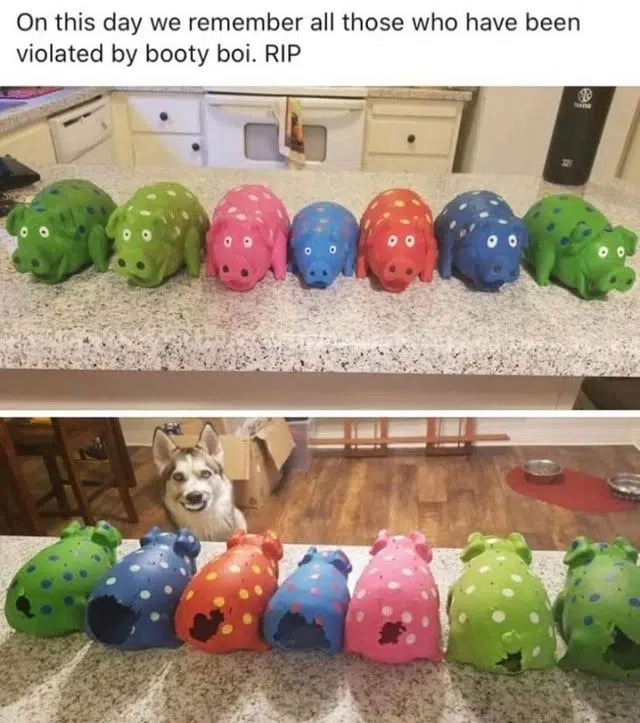 On this day we remember all those who have been
violated by booty boi. RIP